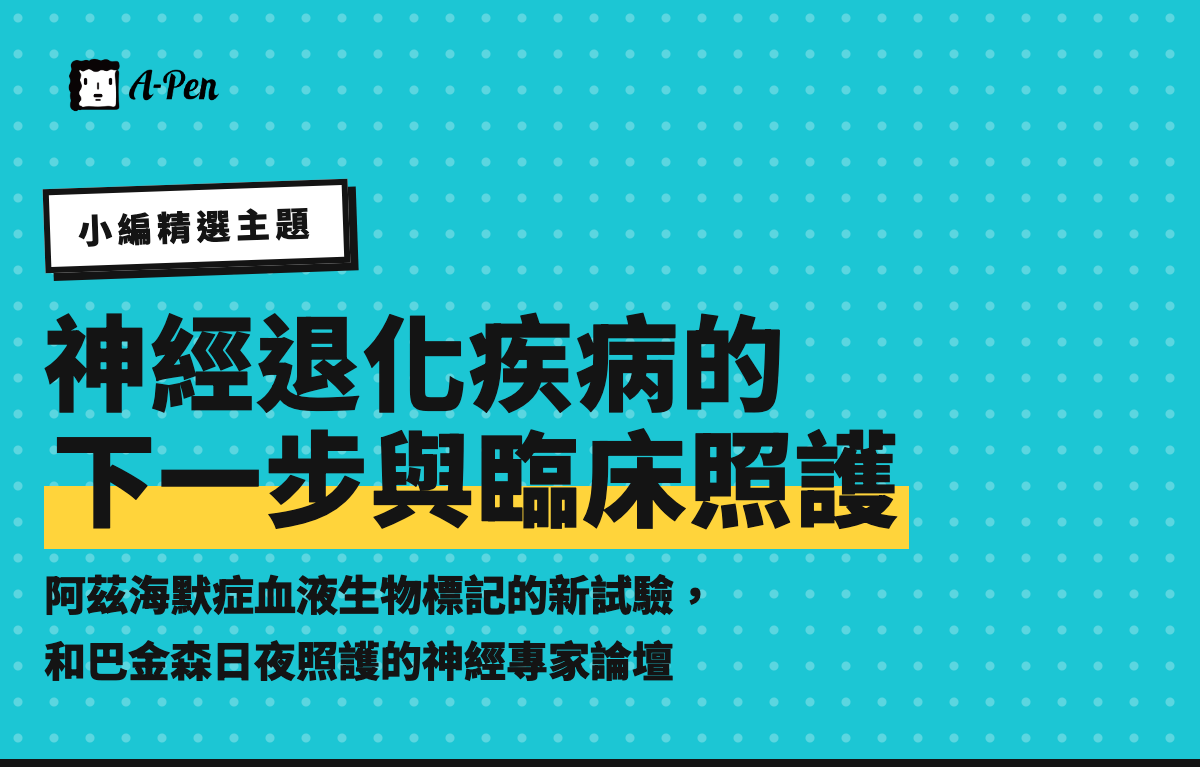 A-Pen
小編精選主題
神經退化疾病的
下一步與臨床照護
阿茲海默症血液生物標記的新試驗，
和巴金森日夜照護的神經專家論壇